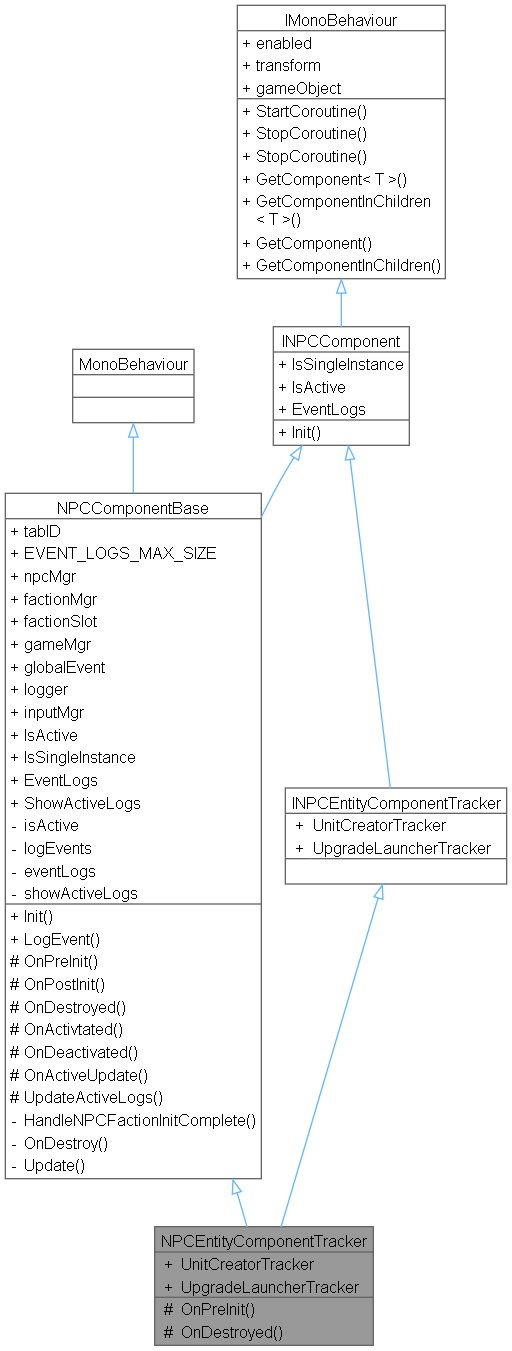 IMonoBehaviour
+ enabled
+ transform
+ gameObject
+ StartCoroutine()
+ StopCoroutine()
+ StopCoroutine()
+ GetComponent< T >()
+ GetComponentInChildren
< T >()
+ GetComponent()
+ GetComponentInChildren()
INPCComponent
+ IsSingleInstance
+ IsActive
+ EventLogs
+ Init()
MonoBehaviour
NPCComponentBase
+ tabID
+ EVENT_LOGS_MAX_SIZE
+ npcMgr
+ factionMgr
+ factionSlot
+ gameMgr
+ globalEvent
+ logger
+ inputMgr
+ IsActive
+ IsSingleInstance
+ EventLogs
+ ShowActiveLogs
- isActive
- logEvents
- eventLogs
- showActiveLogs
+ Init()
+ LogEvent()
# OnPreInit()
# OnPostInit()
# OnDestroyed()
# OnActivtated()
# OnDeactivated()
# OnActiveUpdate()
# UpdateActiveLogs()
- HandleNPCFactionInitComplete()
- OnDestroy()
- Update()
INPCEntityComponentTracker
+ UnitCreatorTracker
+ UpgradeLauncherTracker
NPCEntityComponentTracker
+ UnitCreatorTracker
+ UpgradeLauncherTracker
# OnPreInit()
# OnDestroyed()